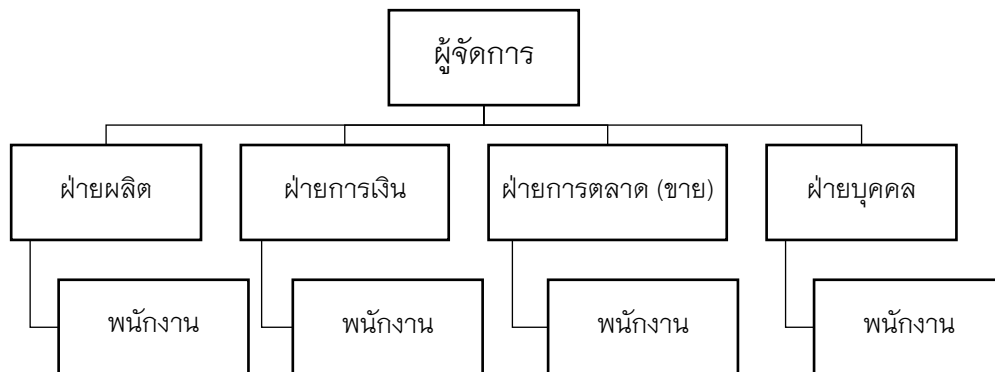 ผู้จัดการ
ฝ่ายผลิต
ฝ่ายการเงิน
ฝ่ายการตลาด (ขาย)
ฝ่ายบุคคล
พนักงาน
พนักงาน
พนักงาน
พนักงาน